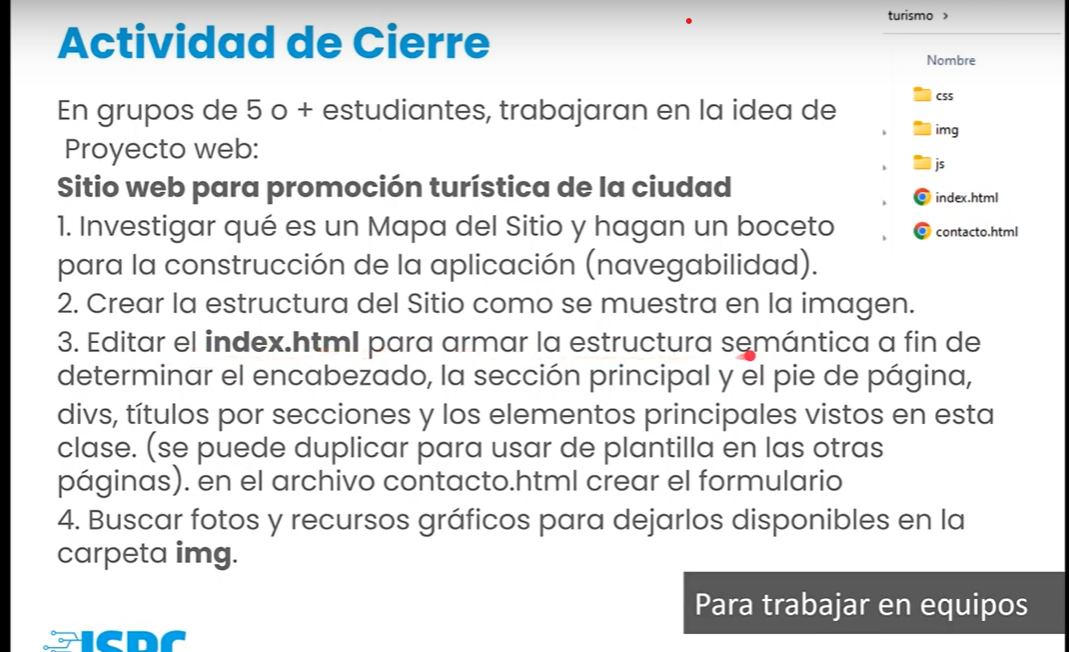 Actividad de Cierre
En grupos de 5 o + estudiantes, trabajaran en la idea de
Proyecto web:
Sitio web para promoción turística de la ciudad
1. Investigar qué es un Mapa del Sitio y hagan un boceto
para la construcción de la aplicación (navegabilidad).
2. Crear la estructura del Sitio como se muestra en la imagen.
3. Editar el index.html para armar la estructura semántica a fin de
determinar el encabezado, la sección principal y el pie de página,
divs, títulos por secciones y los elementos principales vistos en esta
clase. (se puede duplicar para usar de plantilla en las otras
páginas). en el archivo contacto.html crear el formulario
4. Buscar fotos y recursos gráficos para dejarlos disponibles en la
carpeta img.
turismo >
Nombre
css
img
js
index.html
contacto.html
Para trabajar en equipos
ISPC